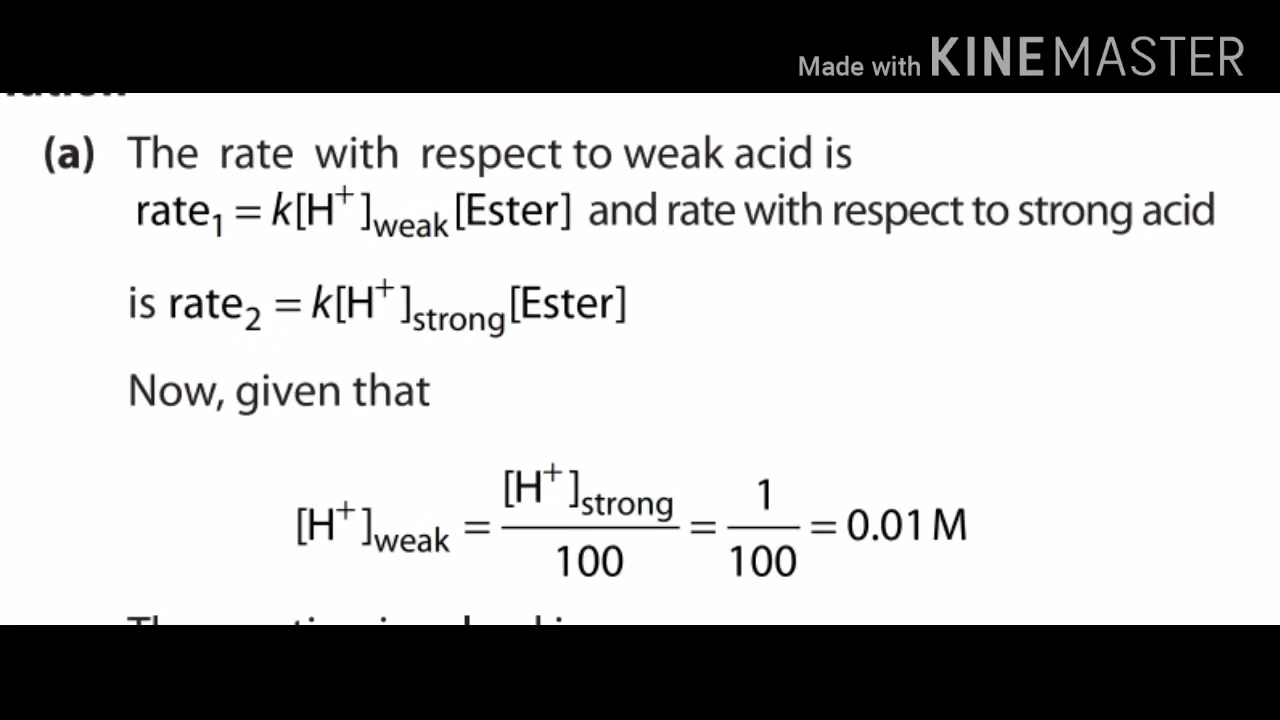 Made with KINEMASTER
(a) The rate with respect to weak acid is
rate₁ = k[H⁺]weak [Ester] and rate with respect to strong acid
is rate₂ = k[H⁺]strong [Ester]
Now, given that
[H⁺]weak = [H⁺]strong / 100 = 1 / 100 = 0.01 M